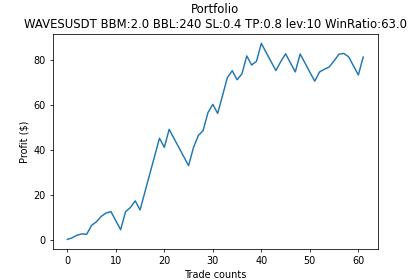 Portfolio
WAVESUSDT BBM:2.0 BBL:240 SL:0.4 TP:0.8 lev:10 WinRatio:63.0
80
60
40
20
0
Profit ($)
0 10 20 30 40 50 60
Trade counts